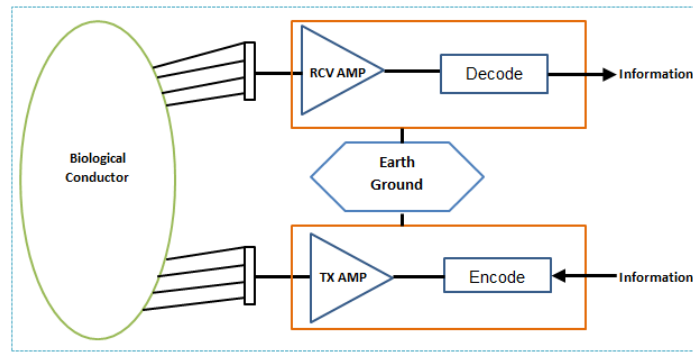 RCV AMP
Decode
Information
Biological
Conductor
Earth
Ground
TX AMP
Encode
Information